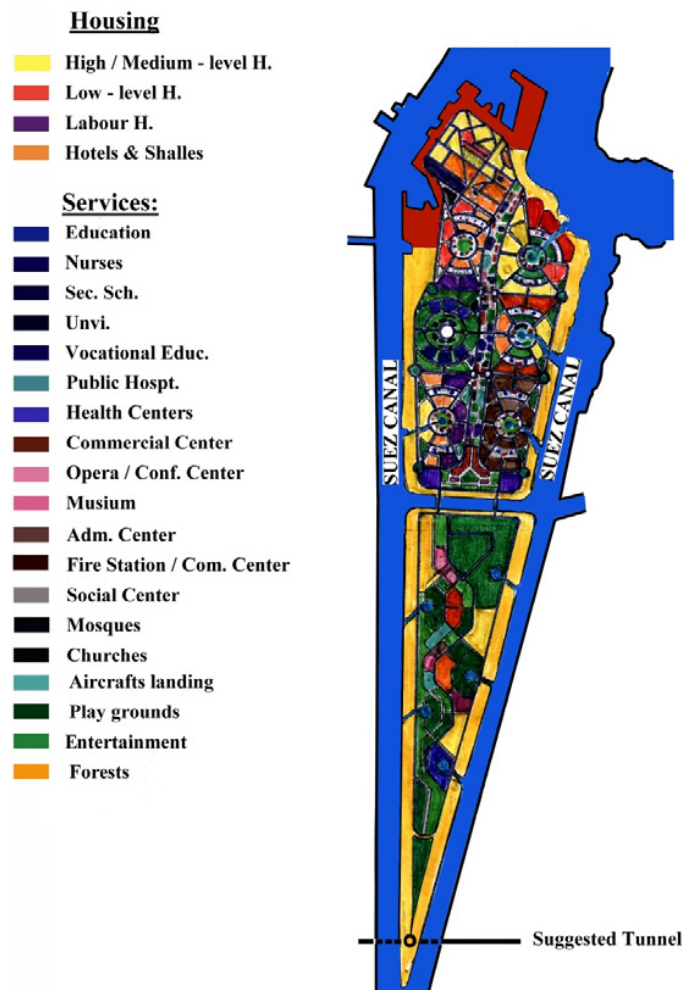 Housing
High / Medium - level H.
Low - level H.
Labour H.
Hotels & Shalles
Services:
Education
Nurses
Sec. Sch.
Unvi.
Vocational Educ.
Public Hospt.
Health Centers
Commercial Center
Opera / Conf. Center
Musium
Adm. Center
Fire Station / Com. Center
Social Center
Mosques
Churches
Aircrafts landing
Play grounds
Entertainment
Forests
SUEZ CANAL
SUEZ CANAL
Suggested Tunnel